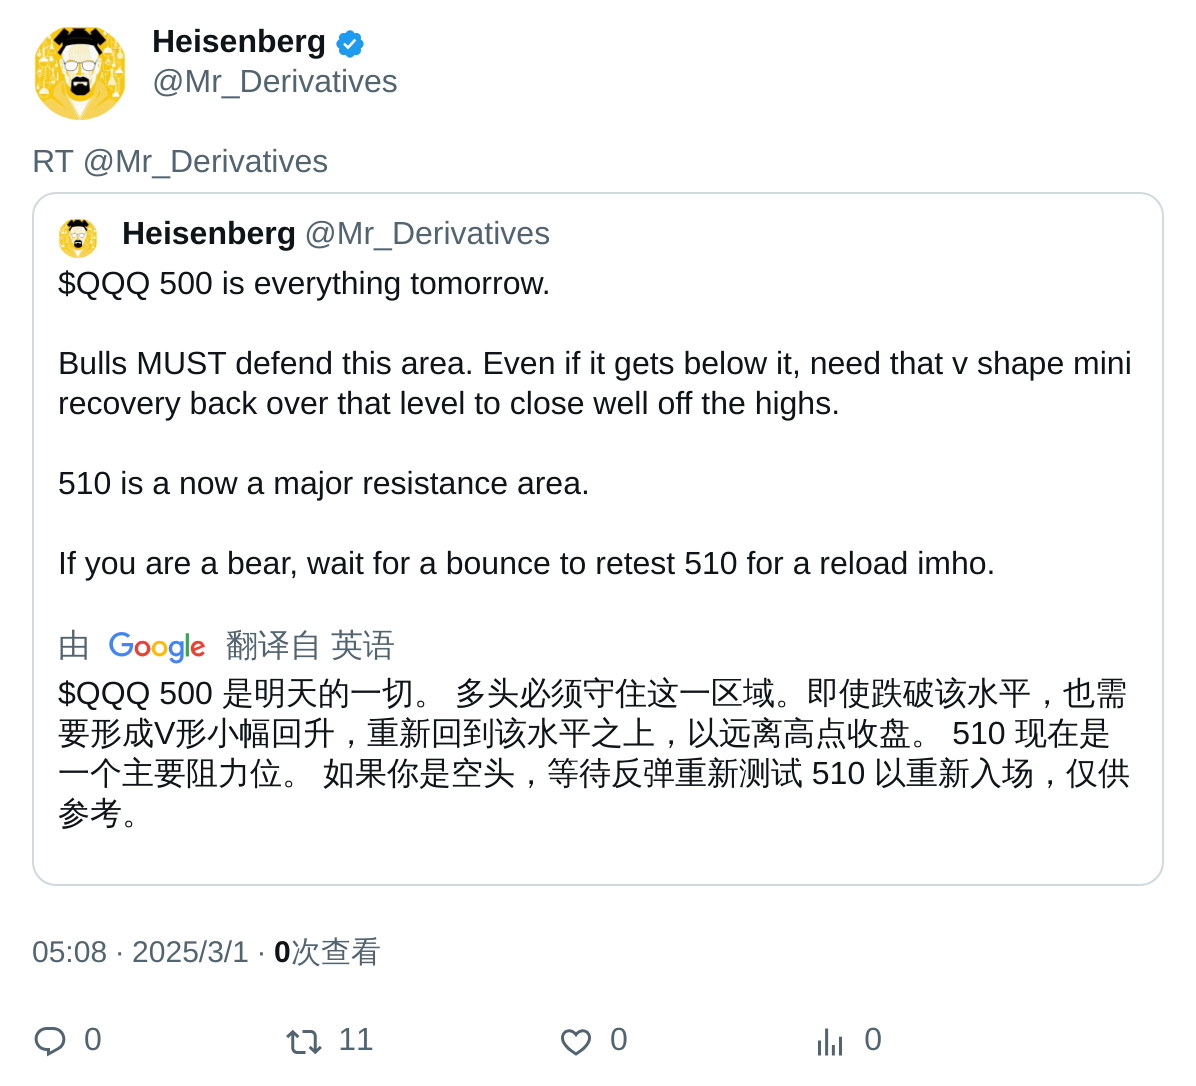 Heisenberg
@Mr_Derivatives
RT @Mr_Derivatives
Heisenberg @Mr_Derivatives
$QQQ 500 is everything tomorrow.
Bulls MUST defend this area. Even if it gets below it, need that v shape mini
recovery back over that level to close well off the highs.
510 is a now a major resistance area.
If you are a bear, wait for a bounce to retest 510 for a reload imho.
由 Google 翻译自 英语
$QQQ 500 是明天的一切。 多头必须守住这一区域。即使跌破该水平，也需
要形成V形小幅回升，重新回到该水平之上，以远离高点收盘。 510 现在是
一个主要阻力位。 如果你是空头，等待反弹重新测试 510 以重新入场，仅供
参考。
05:08 · 2025/3/1 · 0次查看
0 11 0 0